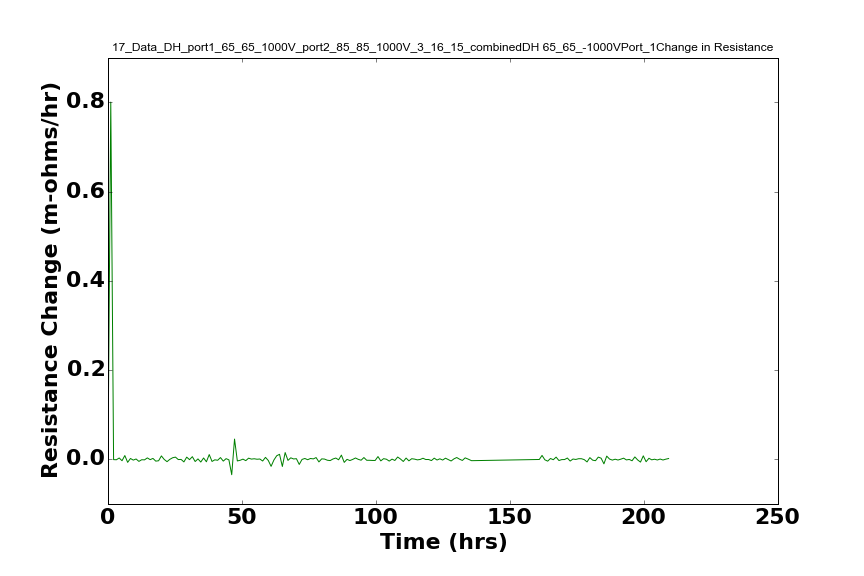 17_Data_DH_port1_65_65_1000V_port2_85_85_1000V_3_16_15_combinedDH 65_65_-1000VPort_1Change in Resistance
Resistance Change (m-ohms/hr)
0.8
0.6
0.4
0.2
0.0
0 50 100 150 200 250
Time (hrs)